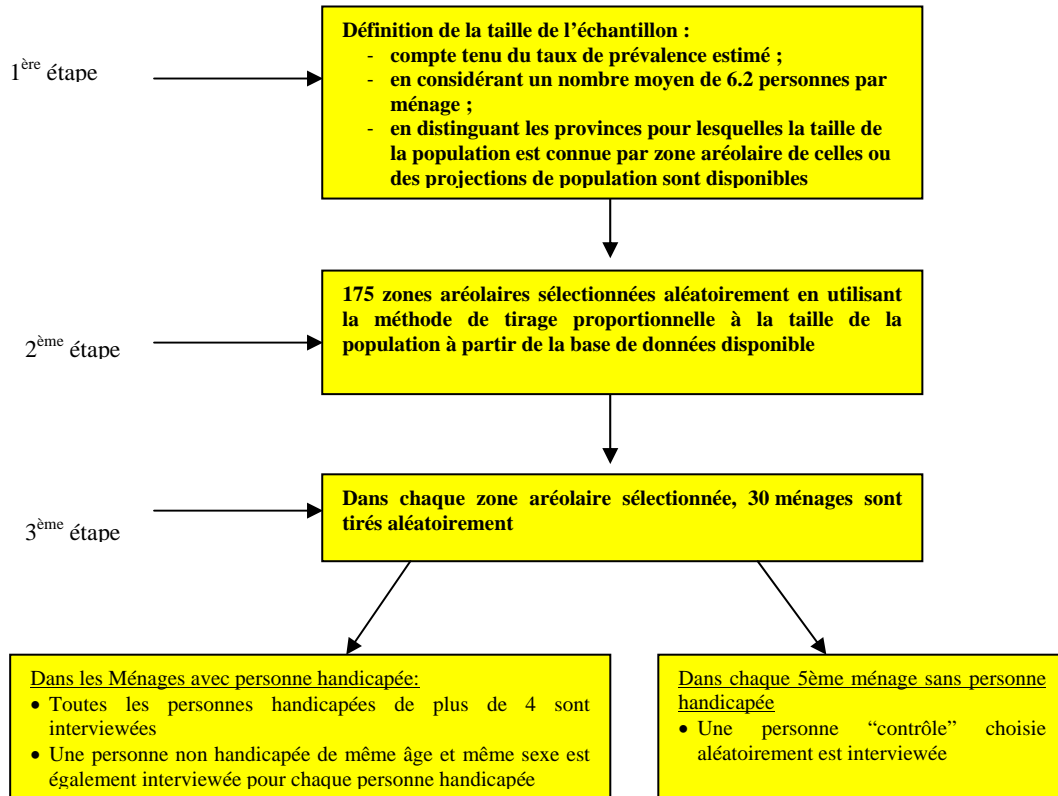 Définition de la taille de l'échantillon :
- compte tenu du taux de prévalence estimé ;
- en considérant un nombre moyen de 6.2 personnes par
ménage ;
- en distinguant les provinces pour lesquelles la taille de
la population est connue par zone aréolaire de celles ou
des projections de population sont disponibles
1ère étape
175 zones aréolaires sélectionnées aléatoirement en utilisant
la méthode de tirage proportionnelle à la taille de la
population à partir de la base de données disponible
2ème étape
Dans chaque zone aréolaire sélectionnée, 30 ménages sont
tirés aléatoirement
3ème étape
Dans les Ménages avec personne handicapée:
• Toutes les personnes handicapées de plus de 4 sont
interviewées
• Une personne non handicapée de même âge et même sexe est
également interviewée pour chaque personne handicapée
Dans chaque 5ème ménage sans personne
handicapée
• Une personne “contrôle” choisie
aléatoirement est interviewée